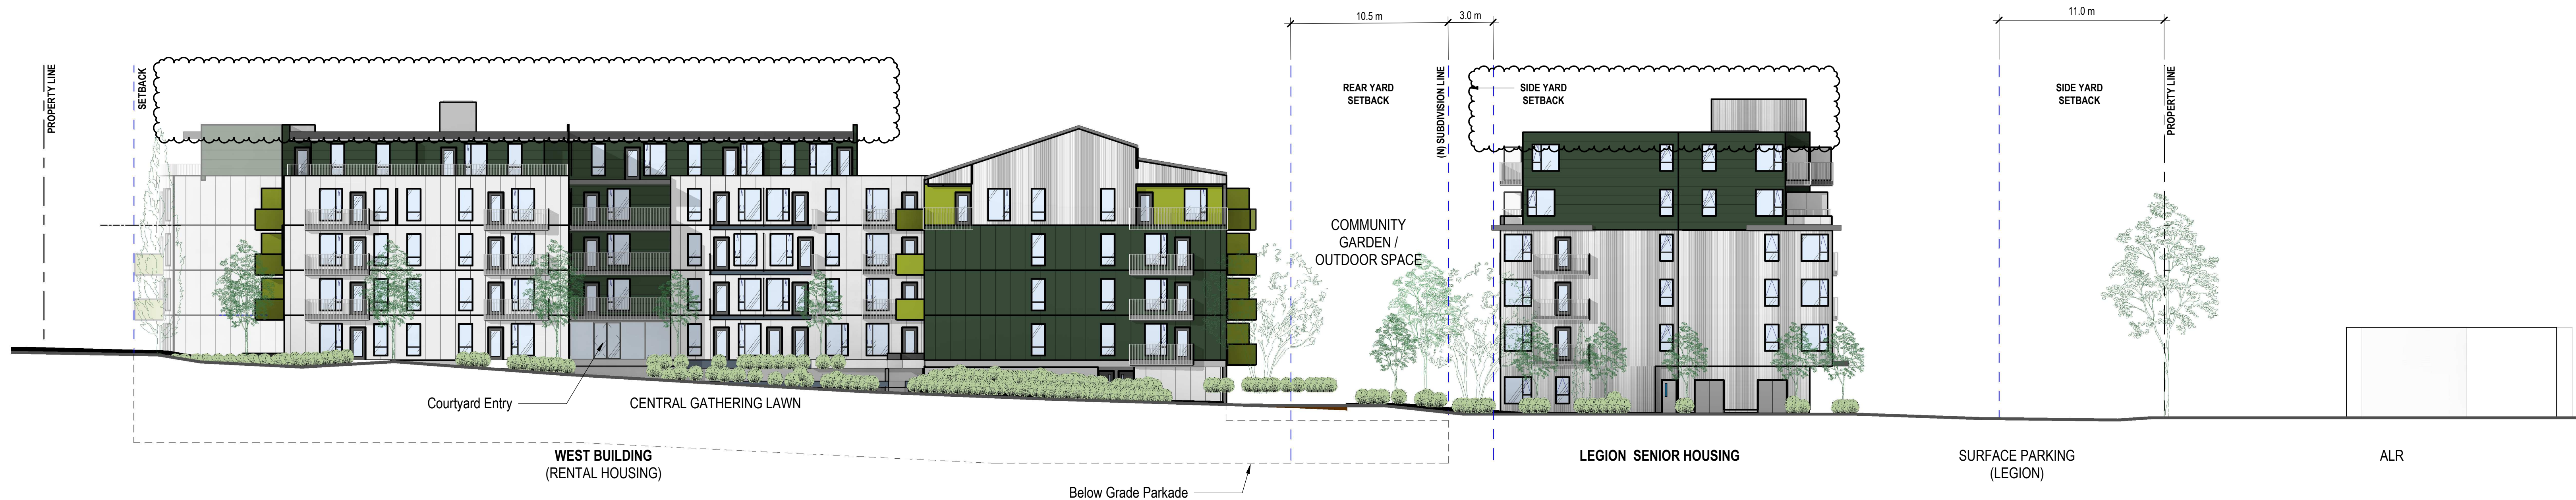 10.5 m
3.0 m
11.0 m
PROPERTY LINE
SETBACK
REAR YARD
SETBACK
(N) SUBDIVISION LINE
SIDE YARD
SETBACK
SIDE YARD
SETBACK
PROPERTY LINE
COMMUNITY
GARDEN /
OUTDOOR SPACE
Courtyard Entry
CENTRAL GATHERING LAWN
WEST BUILDING
(RENTAL HOUSING)
LEGION SENIOR HOUSING
SURFACE PARKING
(LEGION)
ALR
Below Grade Parkade